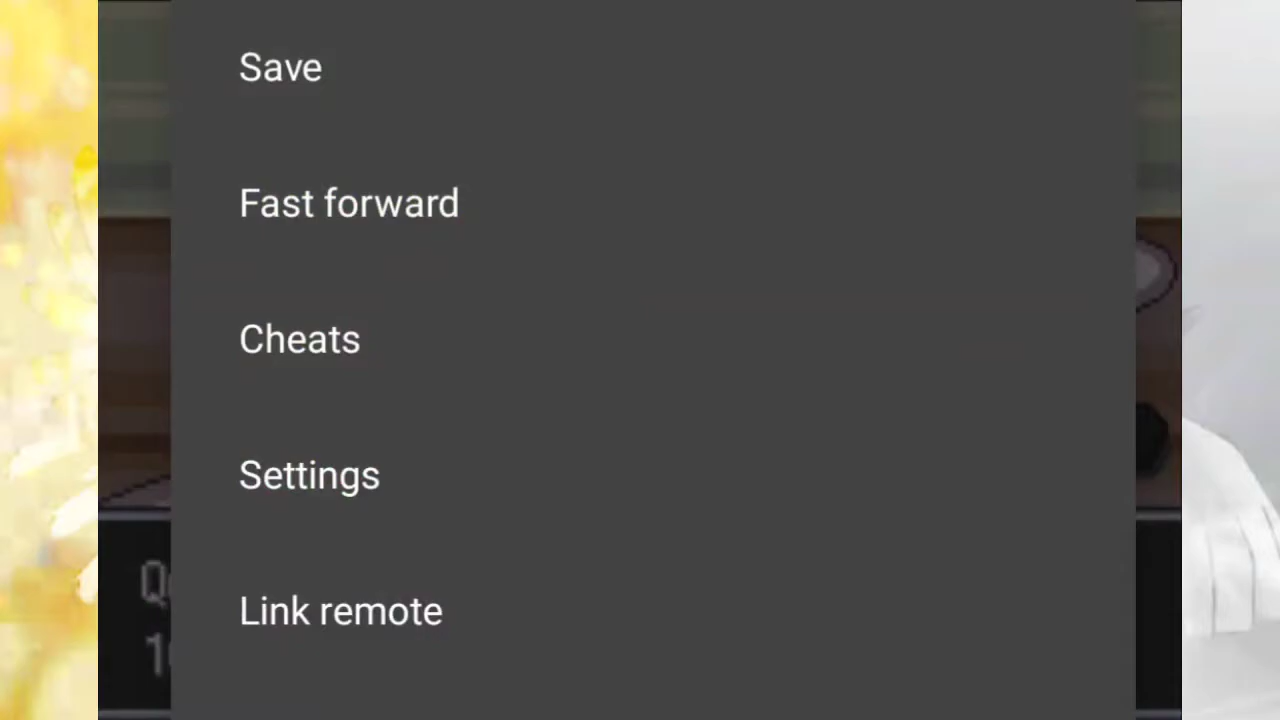 Save
Fast forward
Cheats
Settings
Link remote